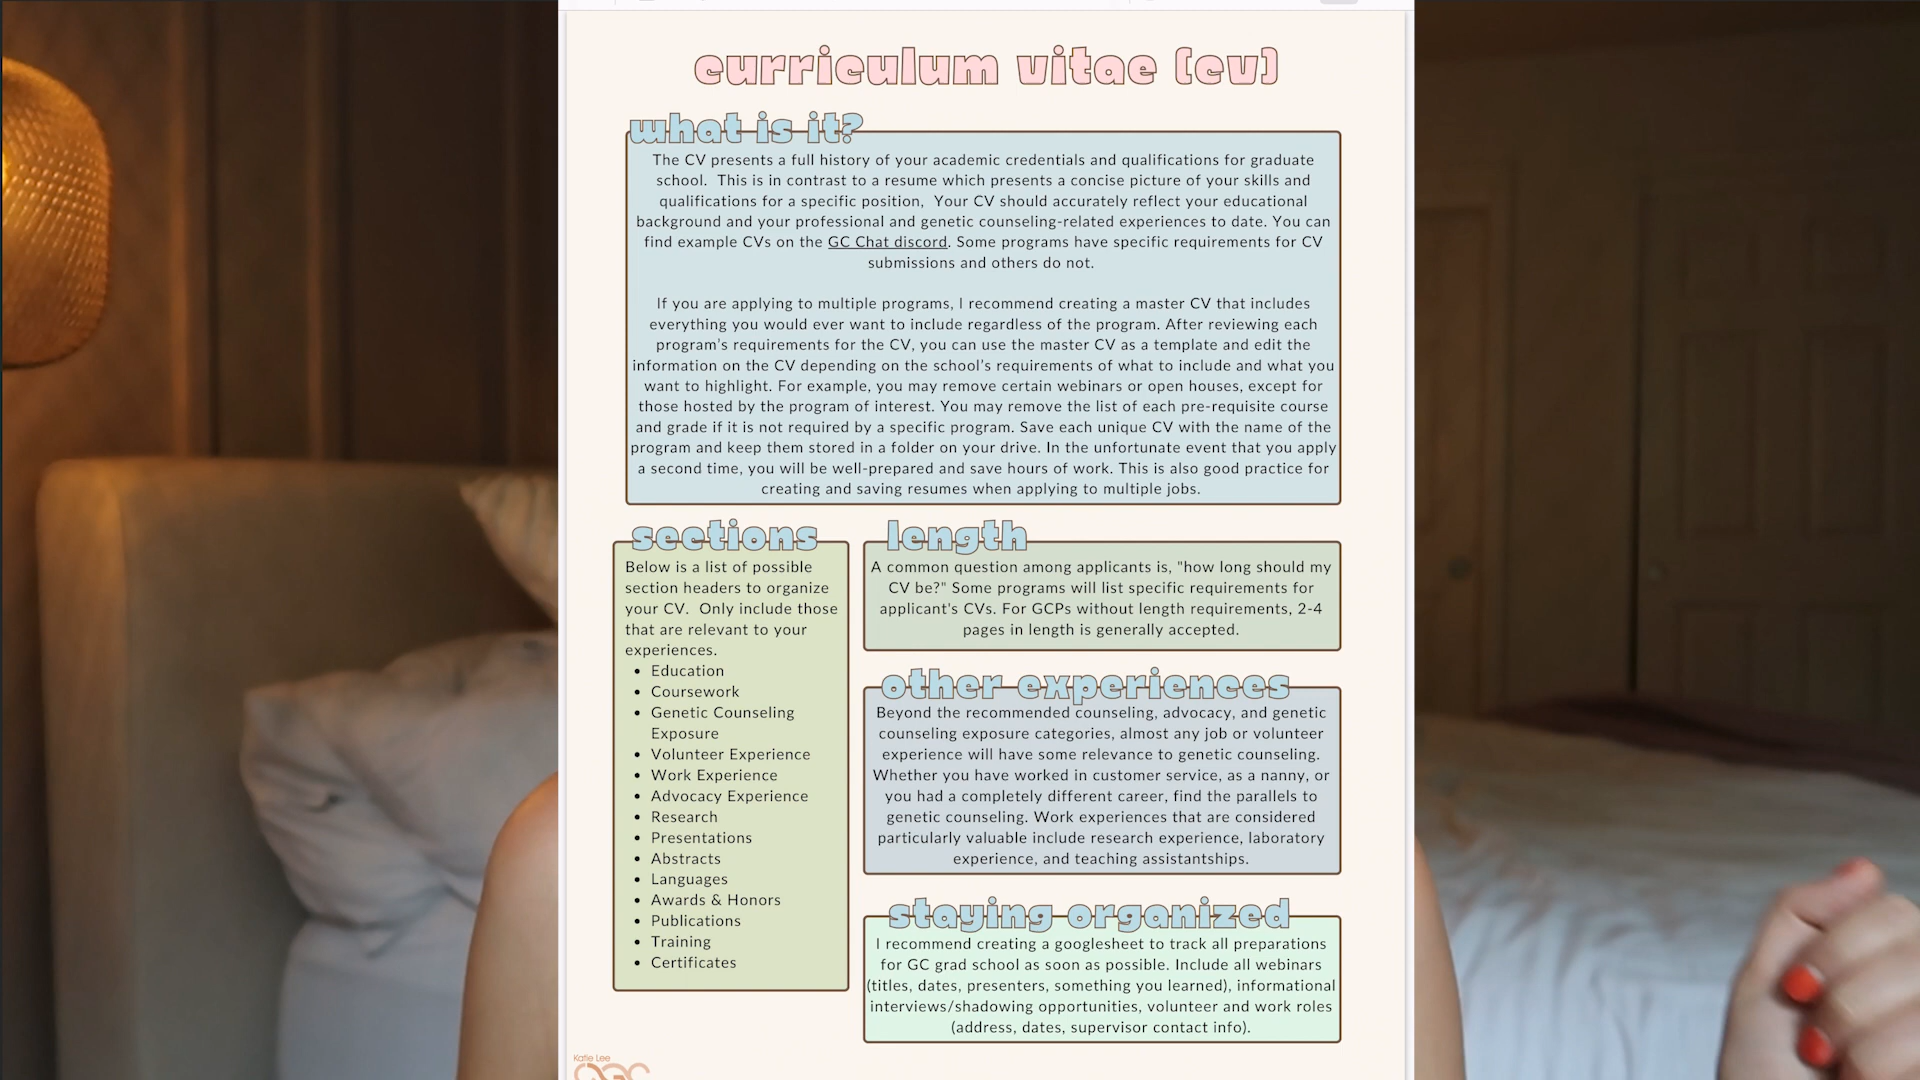 curriculum vitae (cv)
what is it?
The CV presents a full history of your academic credentials and qualifications for graduate
school.  This is in contrast to a resume which presents a concise picture of your skills and
qualifications for a specific position,  Your CV should accurately reflect your educational
background and your professional and genetic counseling-related experiences to date. You can
find example CVs on the GC Chat discord. Some programs have specific requirements for CV
submissions and others do not.
If you are applying to multiple programs, I recommend creating a master CV that includes
everything you would ever want to include regardless of the program. After reviewing each
program's requirements for the CV, you can use the master CV as a template and edit the
information on the CV depending on the school's requirements of what to include and what you
want to highlight. For example, you may remove certain webinars or open houses, except for
those hosted by the program of interest. You may remove the list of each pre-requisite course
and grade if it is not required by a specific program. Save each unique CV with the name of the
program and keep them stored in a folder on your drive. In the unfortunate event that you apply
a second time, you will be well-prepared and save hours of work. This is also good practice for
creating and saving resumes when applying to multiple jobs.
sections
Below is a list of possible
section headers to organize
your CV.  Only include those
that are relevant to your
experiences.
• Education
• Coursework
• Genetic Counseling
Exposure
• Volunteer Experience
• Work Experience
• Advocacy Experience
• Research
• Presentations
• Abstracts
• Languages
• Awards & Honors
• Publications
• Training
• Certificates
length
A common question among applicants is, "how long should my
CV be?" Some programs will list specific requirements for
applicant's CVs. For GCPs without length requirements, 2-4
pages in length is generally accepted.
other experiences
Beyond the recommended counseling, advocacy, and genetic
counseling exposure categories, almost any job or volunteer
experience will have some relevance to genetic counseling.
Whether you have worked in customer service, as a nanny, or
you had a completely different career, find the parallels to
genetic counseling. Work experiences that are considered
particularly valuable include research experience, laboratory
experience, and teaching assistantships.
staying organized
I recommend creating a googlesheet to track all preparations
for GC grad school as soon as possible. Include all webinars
(titles, dates, presenters, something you learned), informational
interviews/shadowing opportunities, volunteer and work roles
(address, dates, supervisor contact info).
Katie Lee